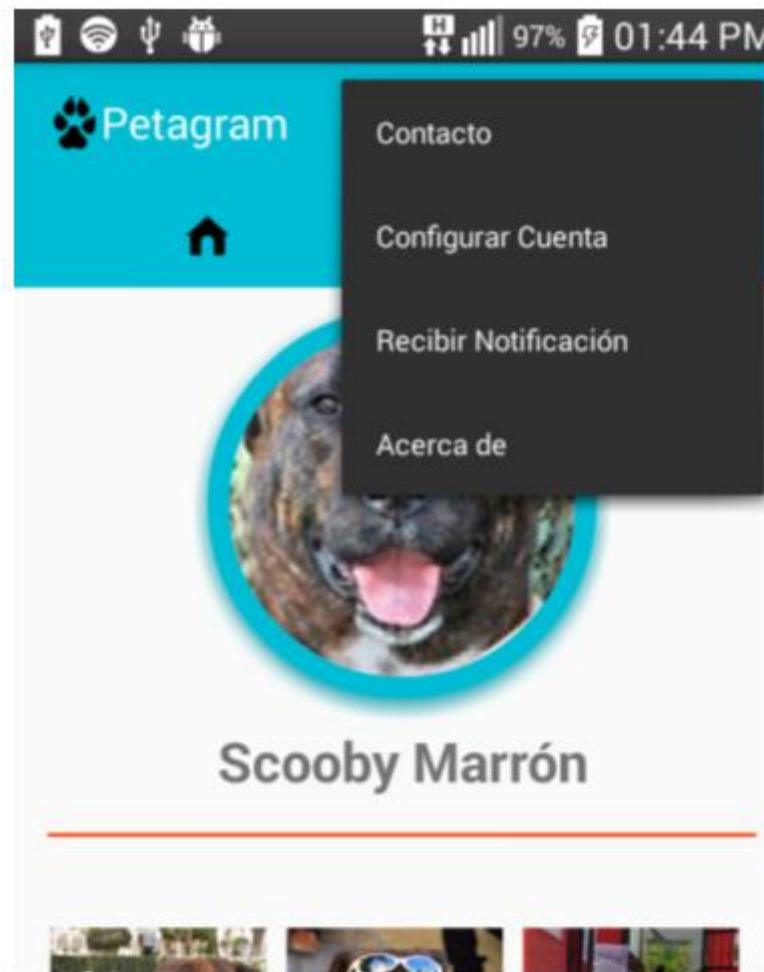 H
97% 01:44 PM
Petagram
Contacto
Configurar Cuenta
Recibir Notificación
Acerca de
Scooby Marrón